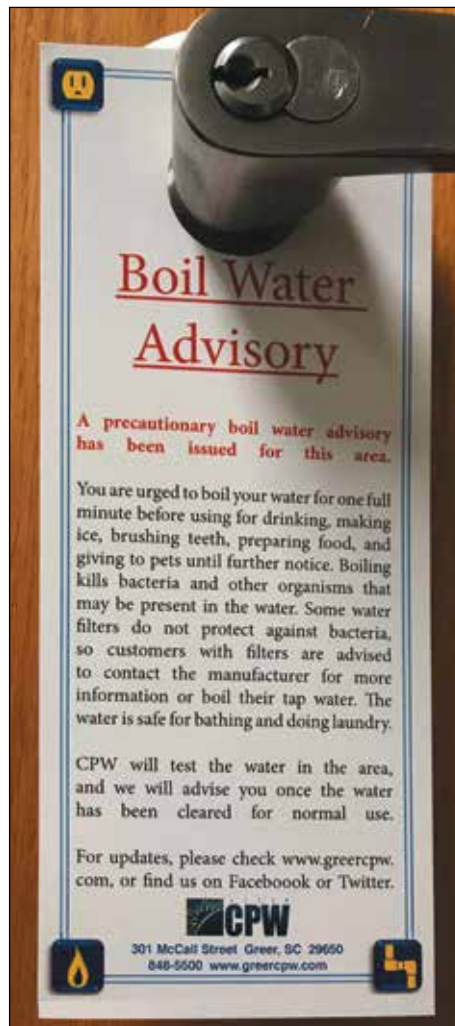 Boil Water
Advisory
A precautionary boil water advisory
has been issued for this area.
You are urged to boil your water for one full
minute before using for drinking, making
ice, brushing teeth, preparing food, and
giving to pets until further notice. Boiling
kills bacteria and other organisms that
may be present in the water. Some water
filters do not protect against bacteria,
so customers with filters are advised
to contact the manufacturer for more
information or boil their tap water. The
water is safe for bathing and doing laundry.
CPW will test the water in the area,
and we will advise you once the water
has been cleared for normal use.
For updates, please check www.greercpw.
com, or find us on Faceboook or Twitter.
CPW
301 McCall Street Greer, SC 29650
848-5500 www.greercpw.com